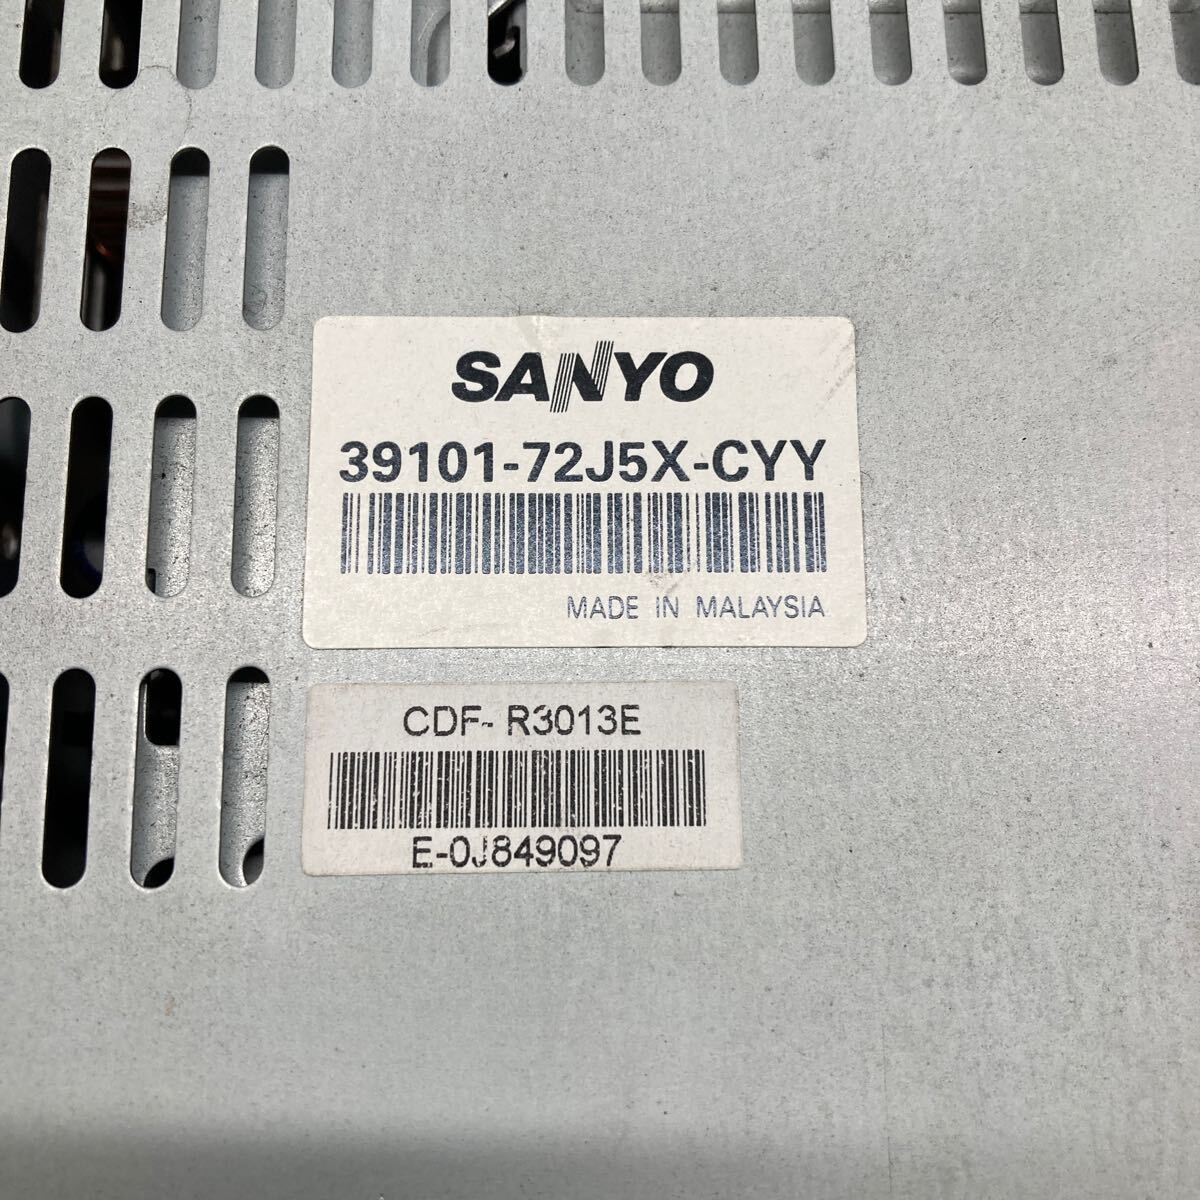 SANYO
39101-72J5X-CYY
MADE IN MALAYSIA
CDF- R3013E
E-0J849097